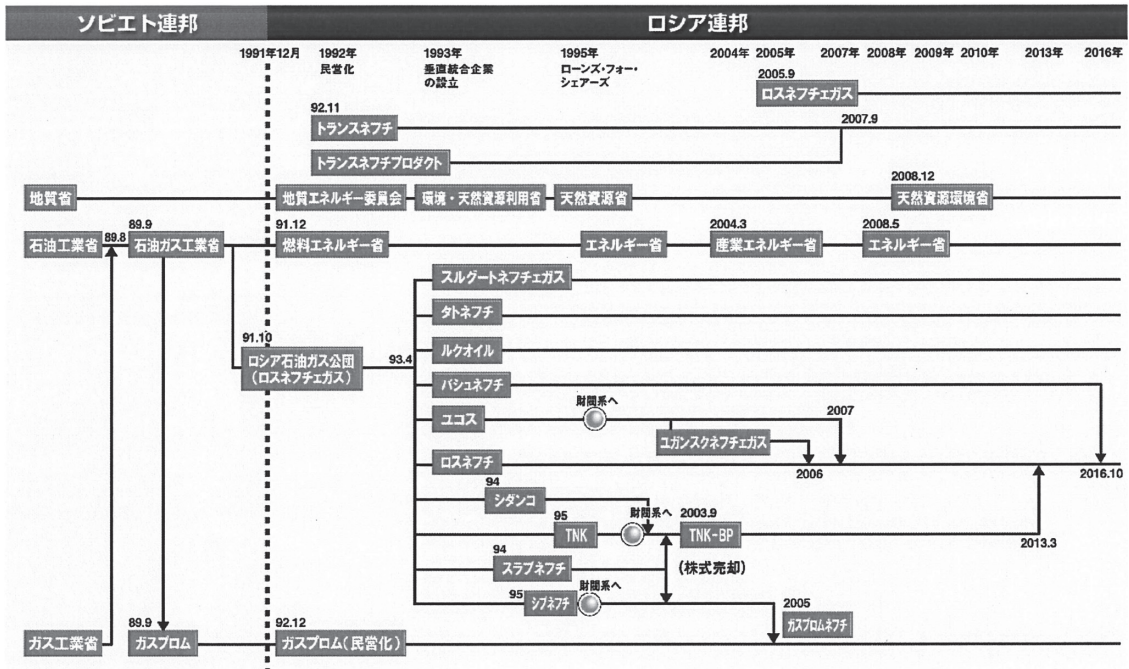 ソビエト連邦
ロシア連邦
1991年12月
1992年
民営化
1993年
垂直統合企業
の設立
1995年
ローンズ・フォー・
シェアーズ
2004年
2005年
2007年
2008年
2009年
2010年
2013年
2016年
2005.9
ロスネフチェガス
92.11
トランスネフチ
2007.9
トランスネフチプロダクト
2008.12
地質省
地質エネルギー委員会
環境・天然資源利用省
天然資源省
天然資源環境省
89.9
91.12
2004.3
2008.5
石油工業省
89.8
石油ガス工業省
燃料エネルギー省
エネルギー省
産業エネルギー省
エネルギー省
スルグートネフチェガス
タトネフチ
91.10
ロシア石油ガス公団
(ロスネフチェガス)
93.4
ルクオイル
バシュネフチ
財閥系へ
2007
ユコス
ユガンスクネフチェガス
ロスネフチ
2006
2016.10
94
シダンコ
財閥系へ
95
TNK
2003.9
TNK-BP
2013.3
94
スラブネフチ
(株式売却)
95
シブネフチ
財閥系へ
2005
ガスプロムネフチ
89.9
92.12
ガス工業省
ガスプロム
ガスプロム(民営化)